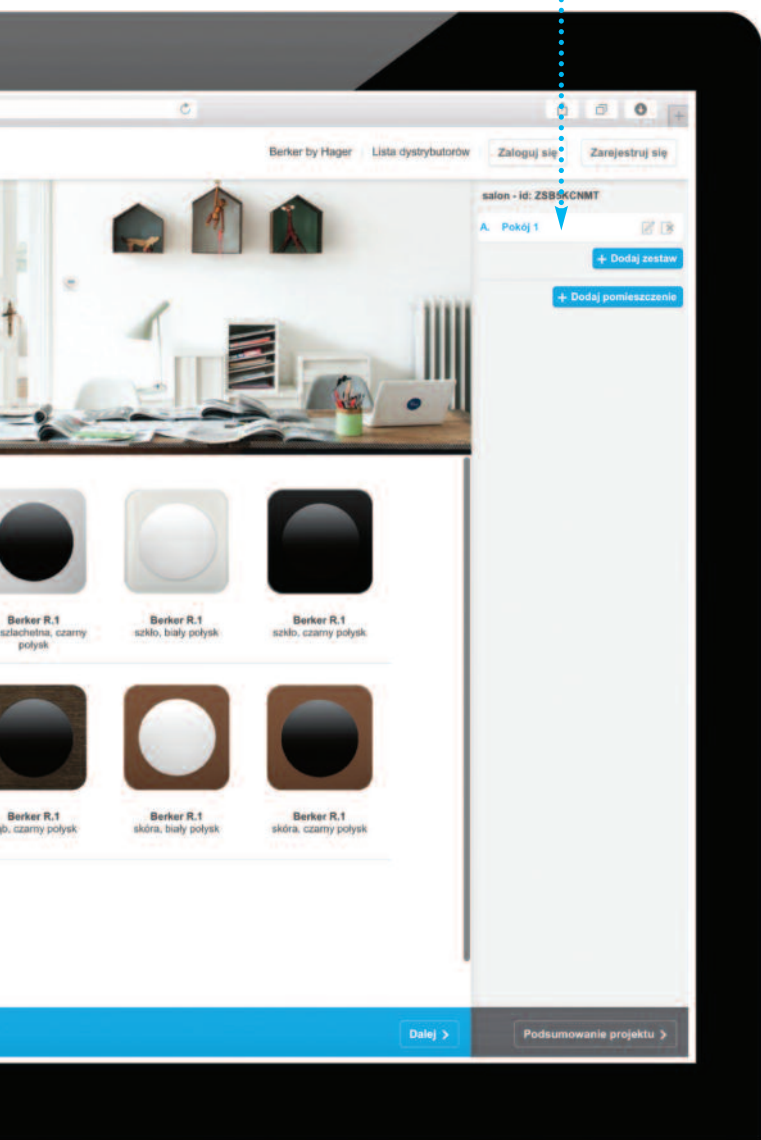 Berker by Hager
Lista dystrybutorów
Zaloguj się
Zarejestruj się
salon - id: ZSBSKCNMT
A. Pokój 1
+ Dodaj zestaw
+ Dodaj pomieszczenie
Berker R.1
szlachetna, czarny
połysk
Berker R.1
szkło, biały połysk
Berker R.1
szkło, czarny połysk
Berker R.1
czarny połysk
Berker R.1
skóra, biały połysk
Berker R.1
skóra, czarny połysk
Dalej >
Podsumowanie projektu >